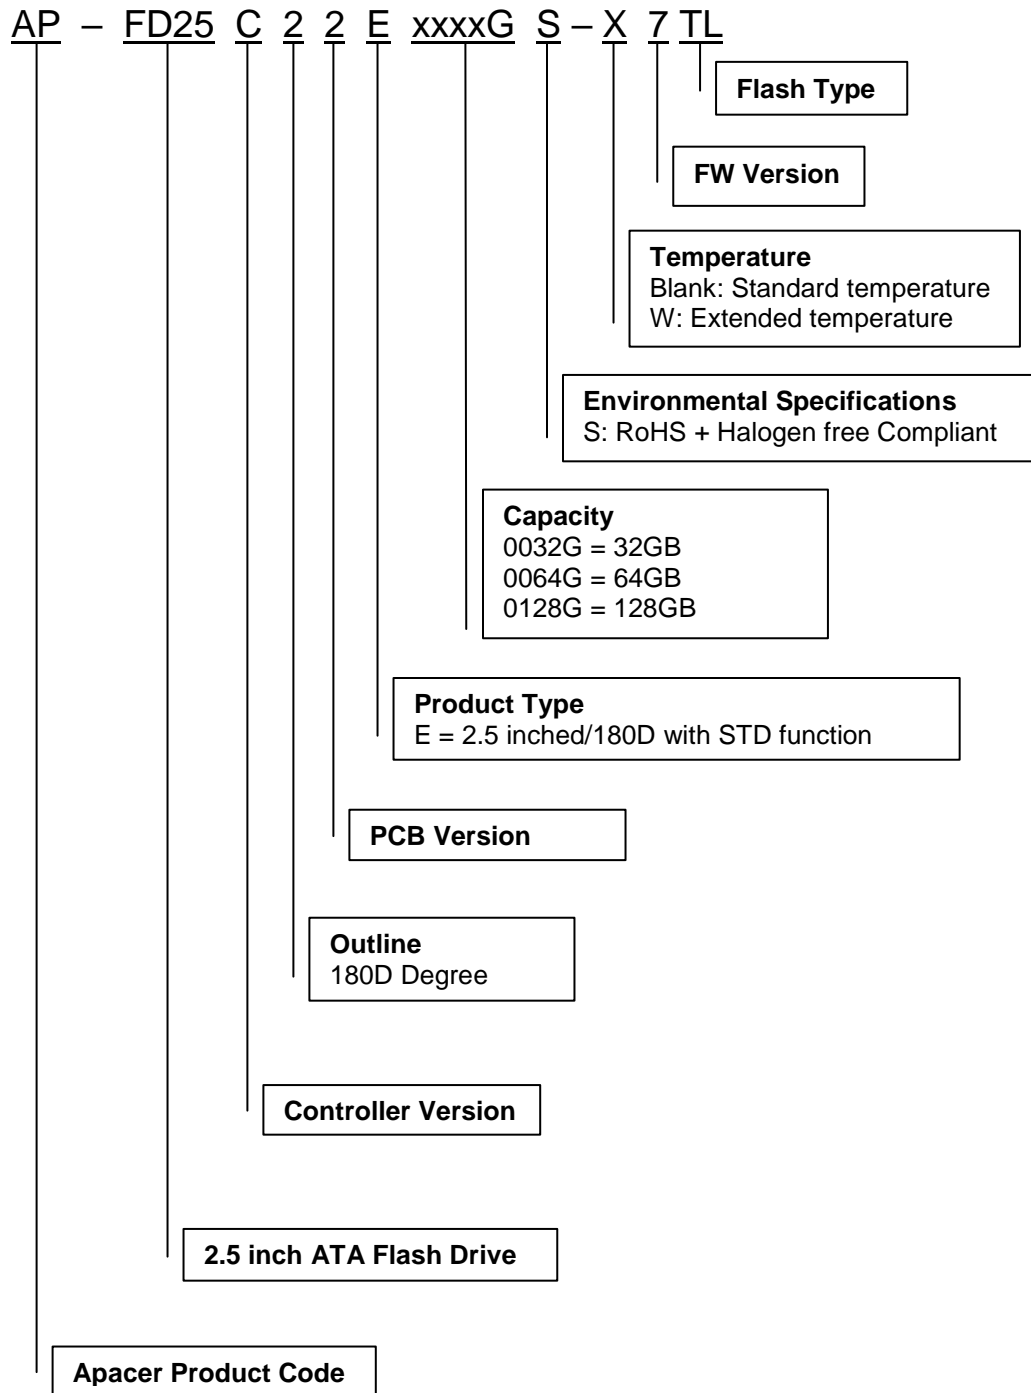 AP – FD25 C 2 2 E xxxxG S – X 7 TL
Flash Type
FW Version
Temperature
Blank: Standard temperature
W: Extended temperature
Environmental Specifications
S: RoHS + Halogen free Compliant
Capacity
0032G = 32GB
0064G = 64GB
0128G = 128GB
Product Type
E = 2.5 inched/180D with STD function
PCB Version
Outline
180D Degree
Controller Version
2.5 inch ATA Flash Drive
Apacer Product Code